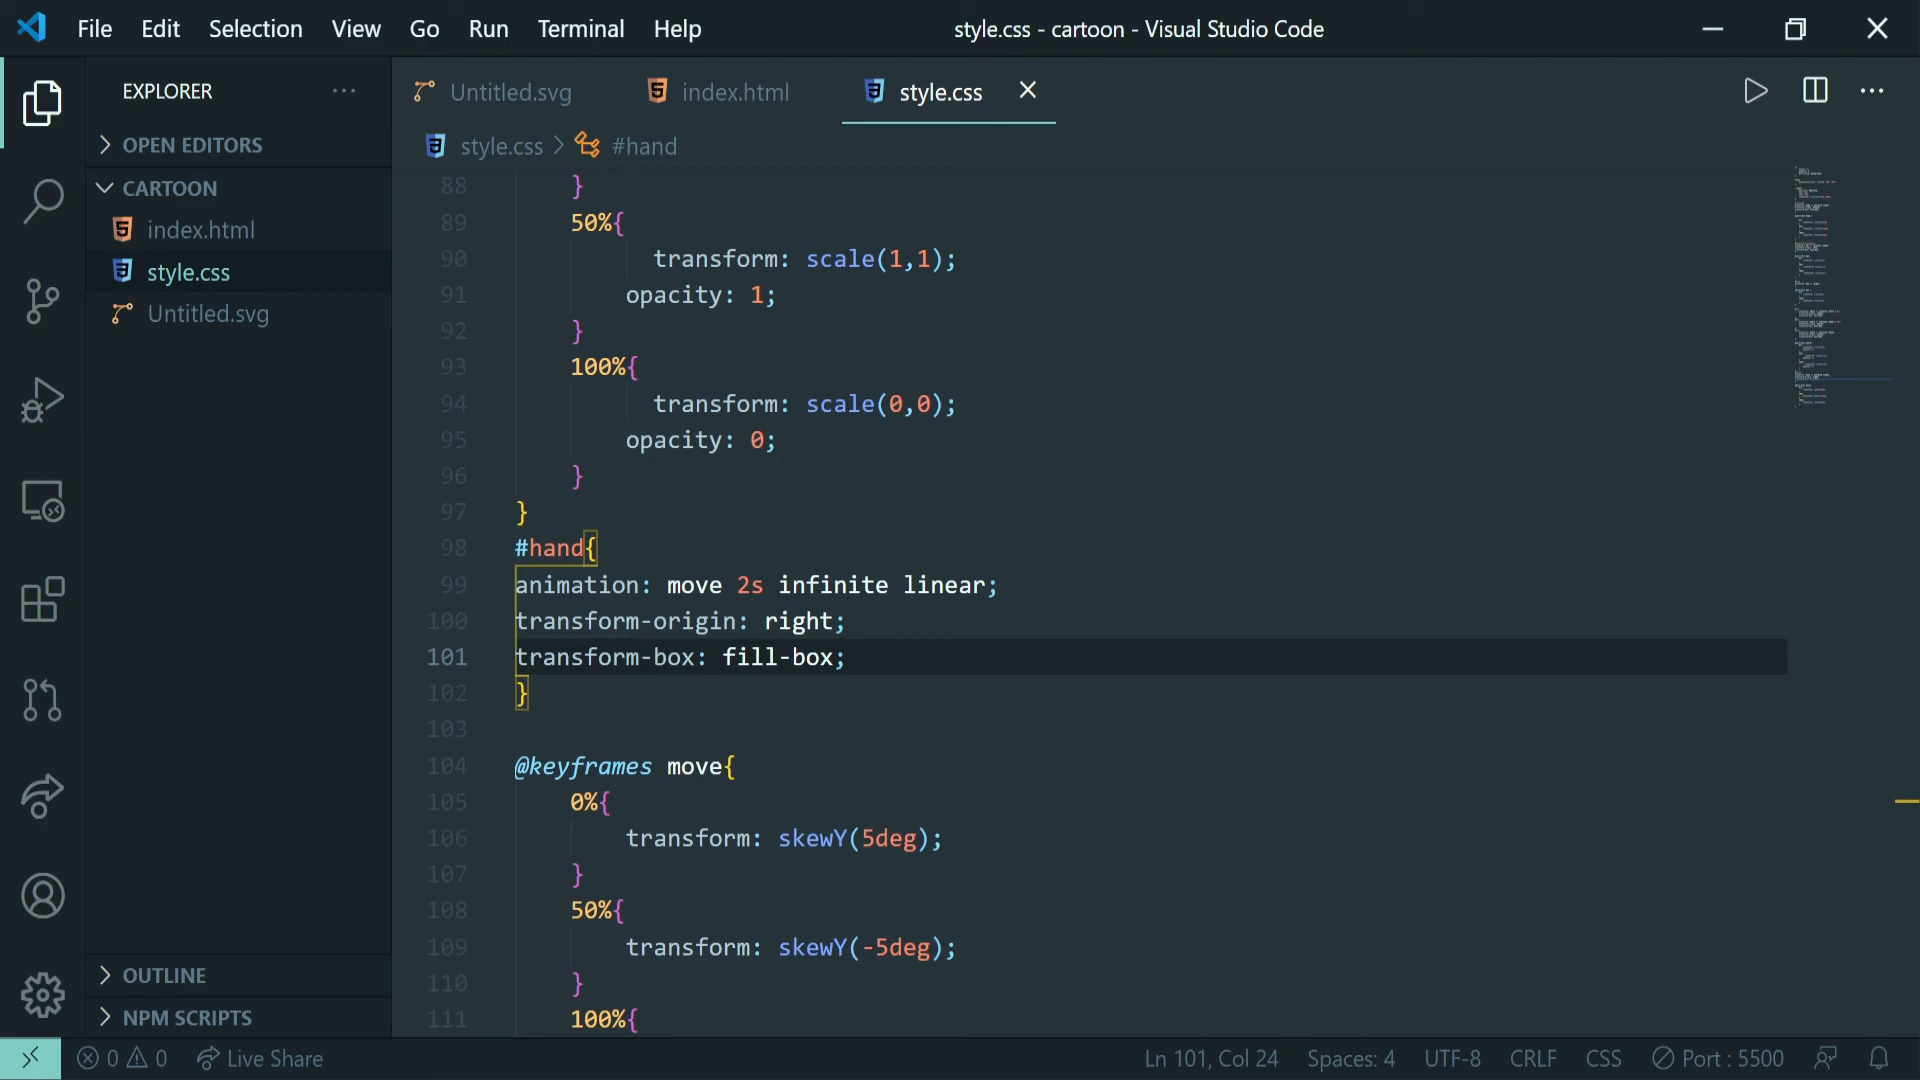 File Edit Selection View Go Run Terminal Help
style.css - cartoon - Visual Studio Code
EXPLORER
OPEN EDITORS
CARTOON
index.html
style.css
Untitled.svg
OUTLINE
NPM SCRIPTS
Untitled.svg index.html style.css
style.css > #hand
88 }
89 50%{
90 transform: scale(1,1);
91 opacity: 1;
92 }
93 100%{
94 transform: scale(0,0);
95 opacity: 0;
96 }
97 }
98 #hand{
99 animation: move 2s infinite linear;
100 transform-origin: right;
101 transform-box: fill-box;
102 }
103
104 @keyframes move{
105 0%{
106 transform: skewY(5deg);
107 }
108 50%{
109 transform: skewY(-5deg);
110 }
111 100%{
0 0 Live Share Ln 101, Col 24 Spaces: 4 UTF-8 CRLF CSS Port : 5500